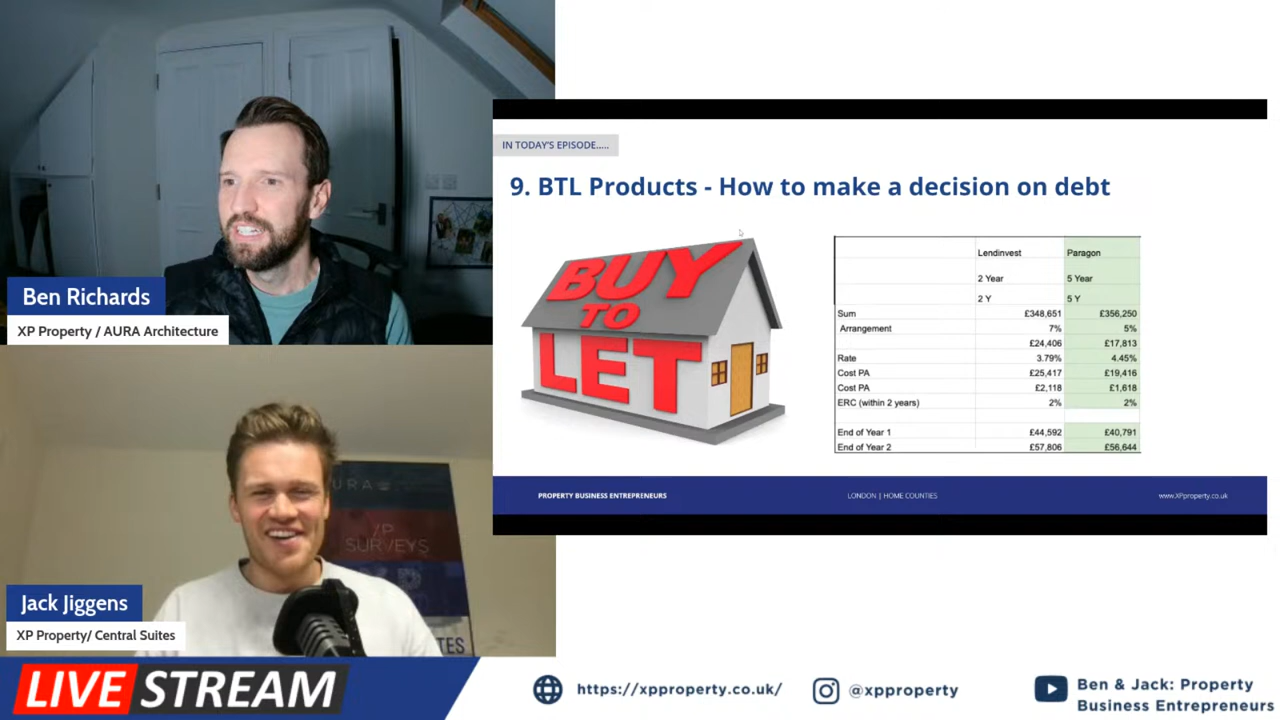 Ben Richards
XP Property / AURA Architecture
URA
XP
SURVEYS
Jack Jiggens
XP Property/ Central Suites
TES
IN TODAY'S EPISODE.....
9. BTL Products - How to make a decision on debt
BUY
TO
LET
Lendinvest Paragon
2 Year 5 Year
2 Y 5 Y
Sum £348,651 £356,250
Arrangement 7% 5%
£24,406 £17,813
Rate 3.79% 4.45%
Cost PA £25,417 £19,416
Cost PA £2,118 £1,618
ERC (within 2 years) 2% 2%
End of Year 1 £44,592 £40,791
End of Year 2 £57,806 £56,644
PROPERTY BUSINESS ENTREPRENEURS LONDON | HOME COUNTIES www.XPproperty.co.uk
LIVE STREAM
https://xpproperty.co.uk/
@xpproperty
Ben & Jack: Property
Business Entrepreneurs